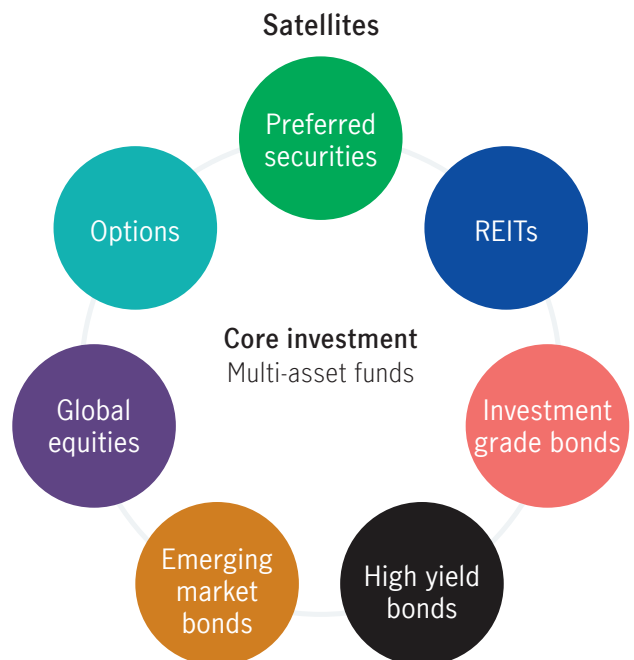 Satellites
Preferred
securities
Options
REITs
Core investment
Multi-asset funds
Global
equities
Investment
grade bonds
Emerging
market
bonds
High yield
bonds